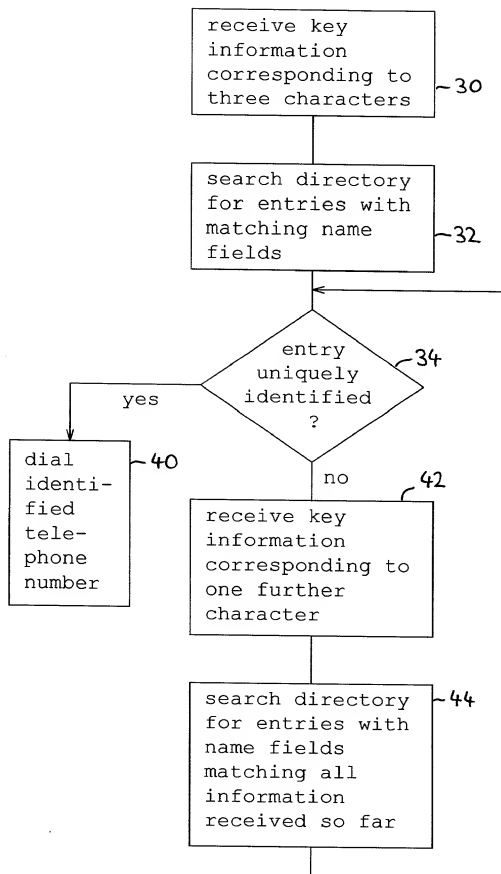 receive key
information
corresponding to
three characters
30
search directory
for entries with
matching name
fields
32
entry
uniquely
identified
?
34
yes
no
dial
identi-
fied
tele-
phone
number
40
42
receive key
information
corresponding to
one further
character
search directory
for entries with
name fields
matching all
information
received so far
44